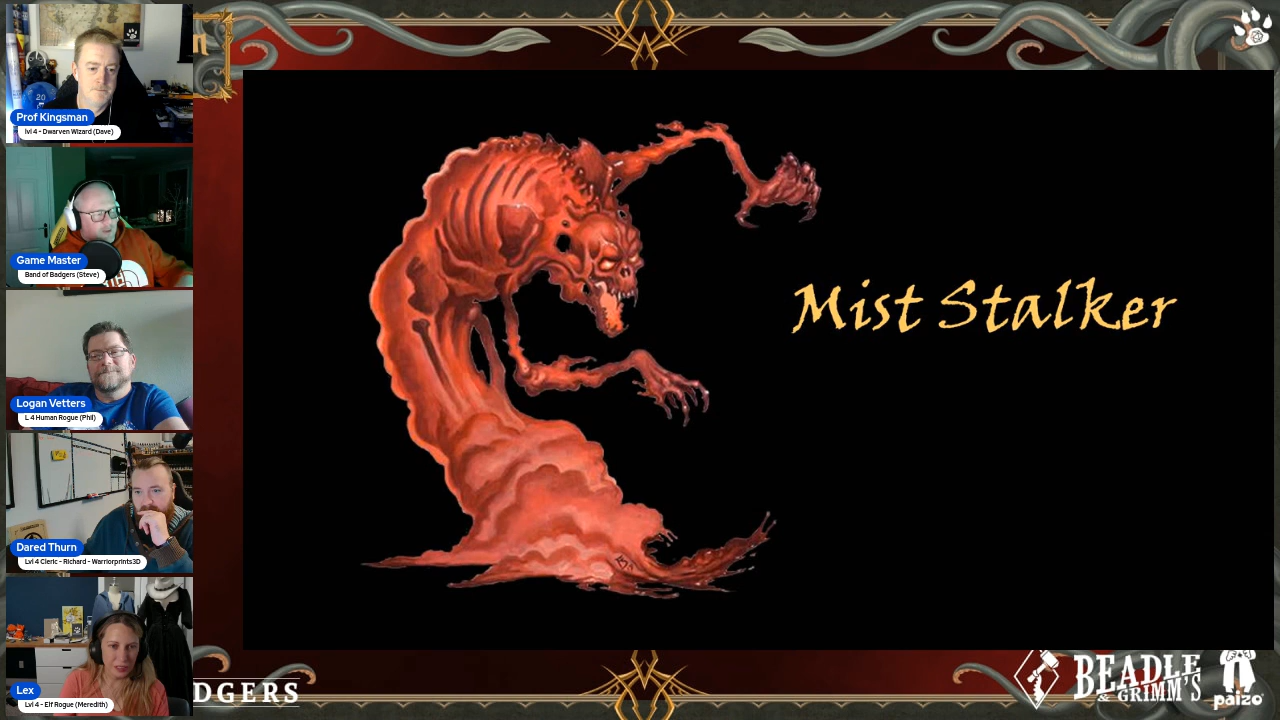 Prof Kingsman
lvl 4 - Dwarven Wizard (Dave)
Game Master
Band of Badgers (Steve)
Logan Vetters
L 4 Human Rogue (Phil)
Dared Thurn
Lvl 4 Cleric - Richard - Warriorprints3D
Lex
Lvl 4 - Elf Rogue (Meredith)
Mist Stalker
DGERS
BEADLE
& GRIMM'S
paizo
20